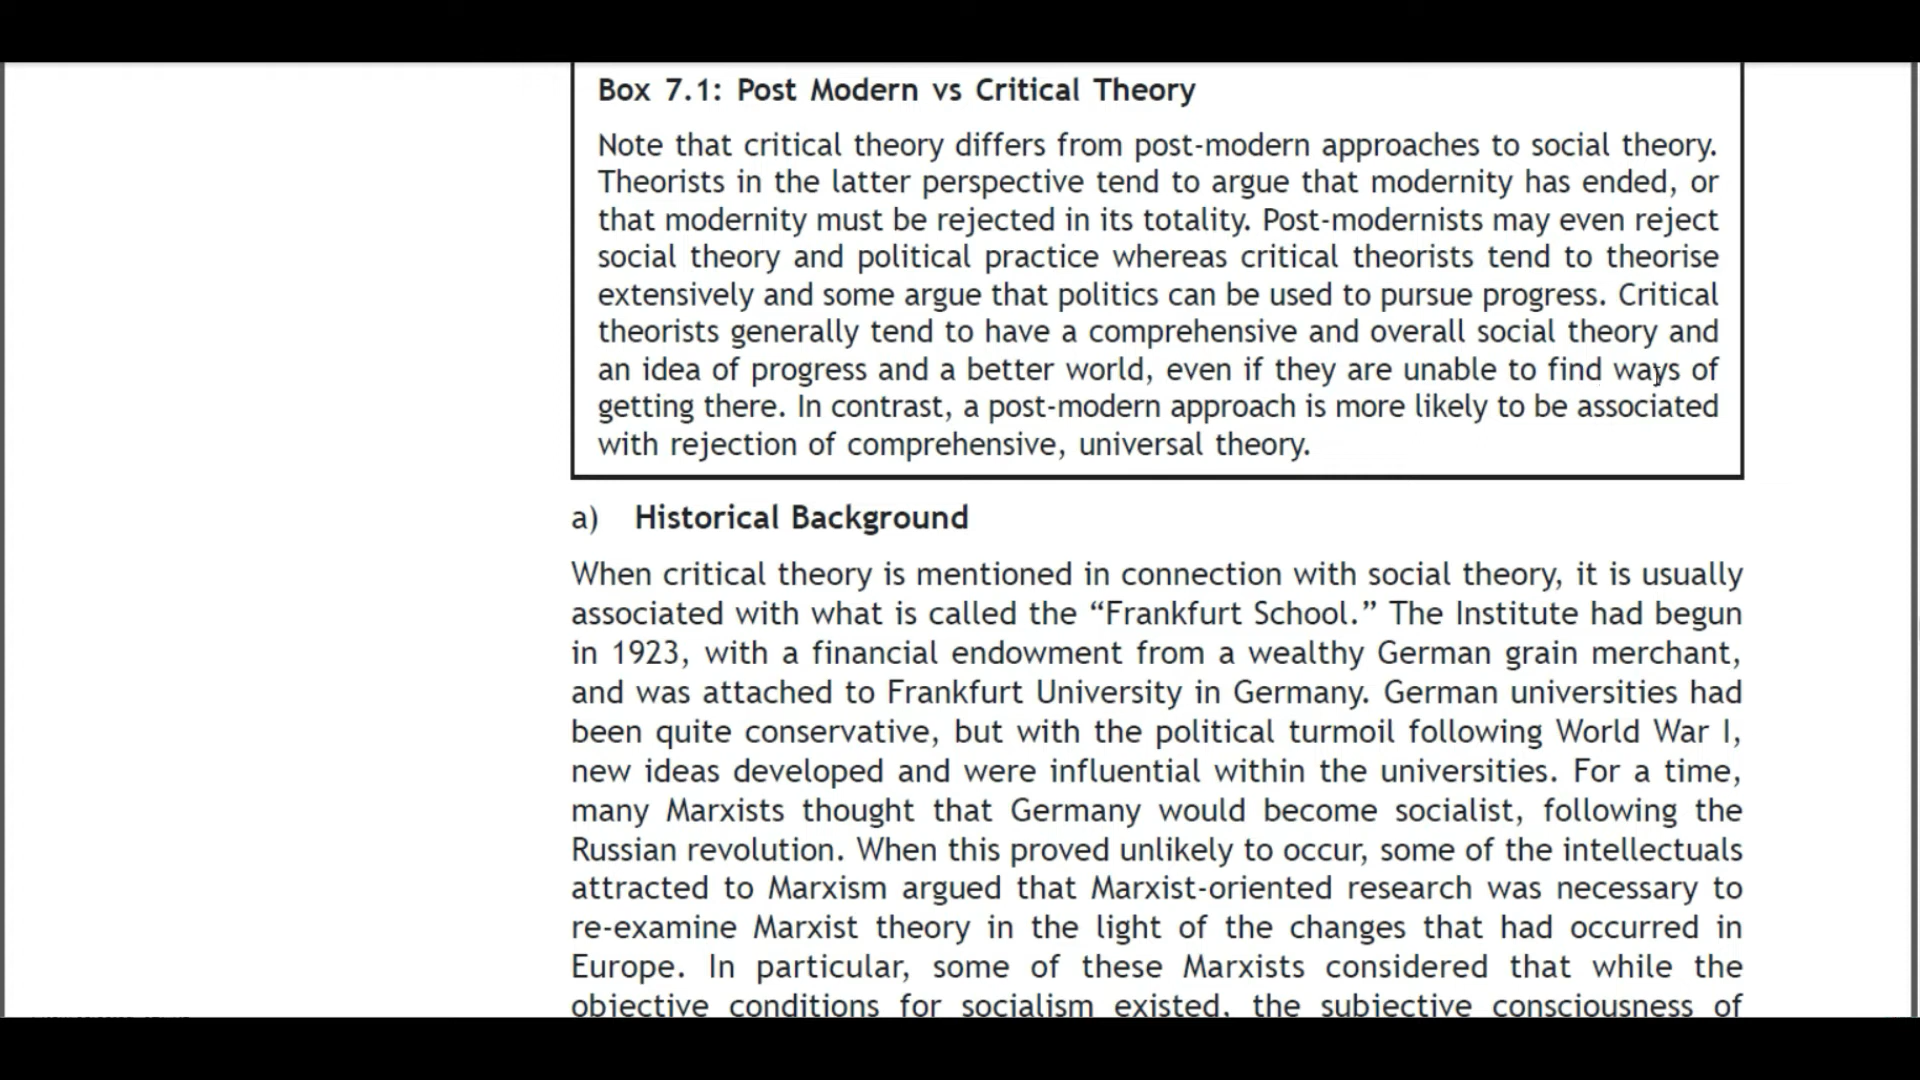 Box 7.1: Post Modern vs Critical Theory
Note that critical theory differs from post-modern approaches to social theory.
Theorists in the latter perspective tend to argue that modernity has ended, or
that modernity must be rejected in its totality. Post-modernists may even reject
social theory and political practice whereas critical theorists tend to theorise
extensively and some argue that politics can be used to pursue progress. Critical
theorists generally tend to have a comprehensive and overall social theory and
an idea of progress and a better world, even if they are unable to find ways of
getting there. In contrast, a post-modern approach is more likely to be associated
with rejection of comprehensive, universal theory.
a) Historical Background
When critical theory is mentioned in connection with social theory, it is usually
associated with what is called the “Frankfurt School.” The Institute had begun
in 1923, with a financial endowment from a wealthy German grain merchant,
and was attached to Frankfurt University in Germany. German universities had
been quite conservative, but with the political turmoil following World War I,
new ideas developed and were influential within the universities. For a time,
many Marxists thought that Germany would become socialist, following the
Russian revolution. When this proved unlikely to occur, some of the intellectuals
attracted to Marxism argued that Marxist-oriented research was necessary to
re-examine Marxist theory in the light of the changes that had occurred in
Europe. In particular, some of these Marxists considered that while the
objective conditions for socialism existed, the subjective consciousness of